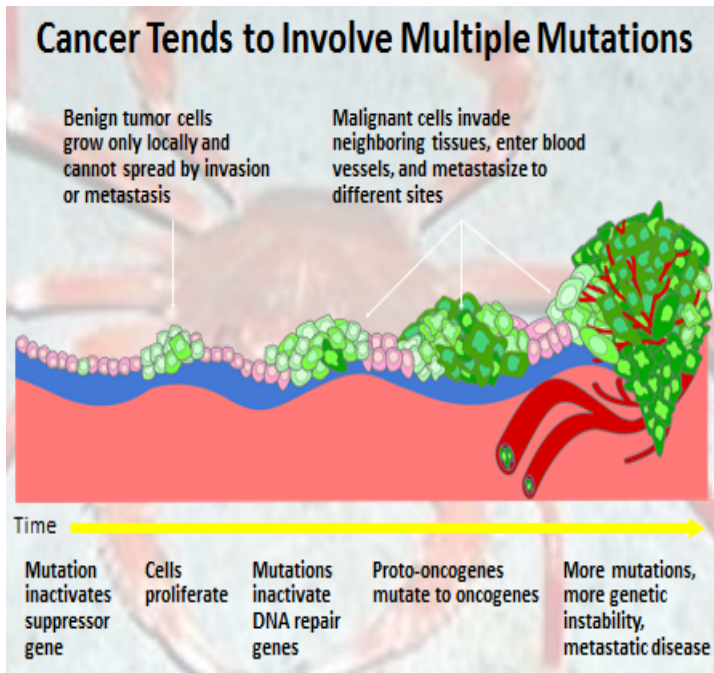 Cancer Tends to Involve Multiple Mutations
Benign tumor cells
grow only locally and
cannot spread by invasion
or metastasis
Malignant cells invade
neighboring tissues, enter blood
vessels, and metastasize to
different sites
Time
Mutation
inactivates
suppressor
gene
Cells
proliferate
Mutations
inactivate
DNA repair
genes
Proto-oncogenes
mutate to oncogenes
More mutations,
more genetic
instability,
metastatic disease